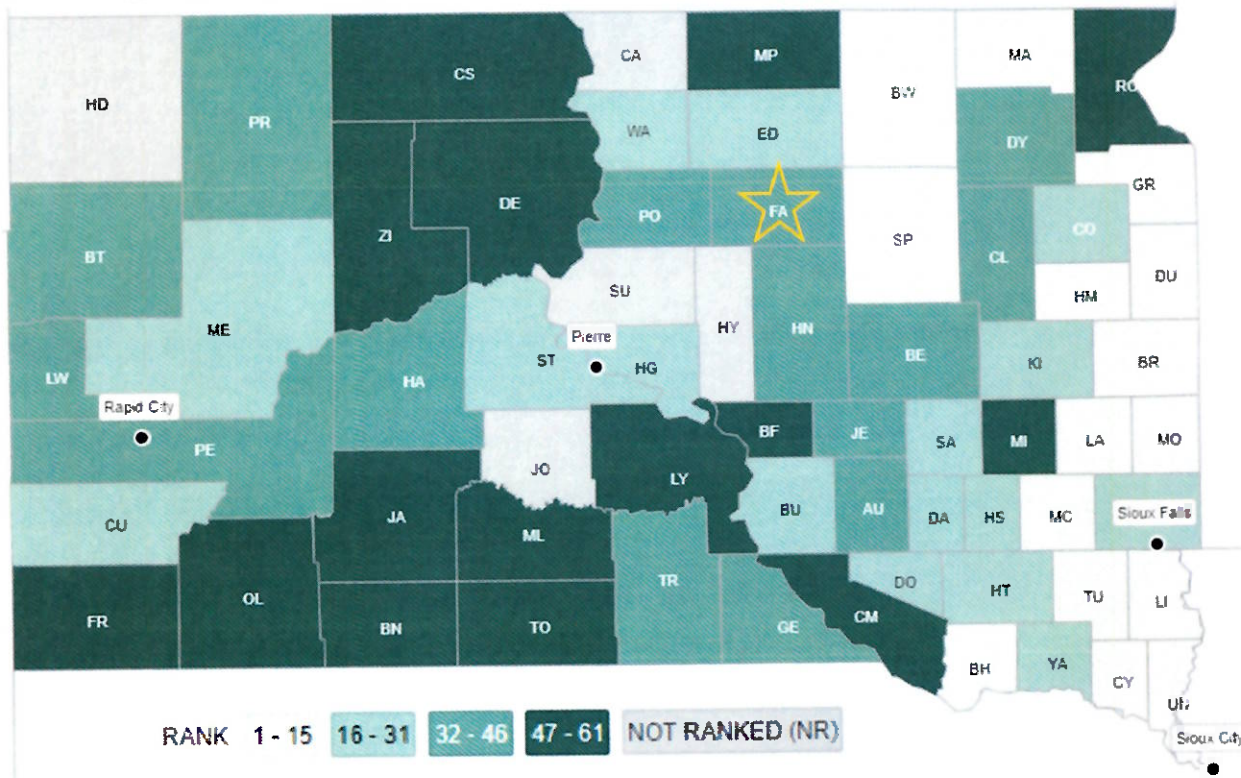 CS
CA
MP
MA
RO
HD
BW
PR
WA
ED
DY
GR
DE
PO
FA
CO
ZI
SP
BT
CL
DU
SU
HM
ME
HY
HN
Pierre
BE
ST
HG
KI
BR
LW
HA
Rapid City
BF
JE
SA
MI
LA
MO
PE
JO
LY
BU
AU
DA
HS
MC
Sioux Falls
CU
JA
ML
TR
DO
HT
TU
LI
FR
OL
BN
TO
GE
CM
BH
YA
CY
UN
RANK 1 - 15 16 - 31 32 - 46 47 - 61 NOT RANKED (NR)
Sioux City